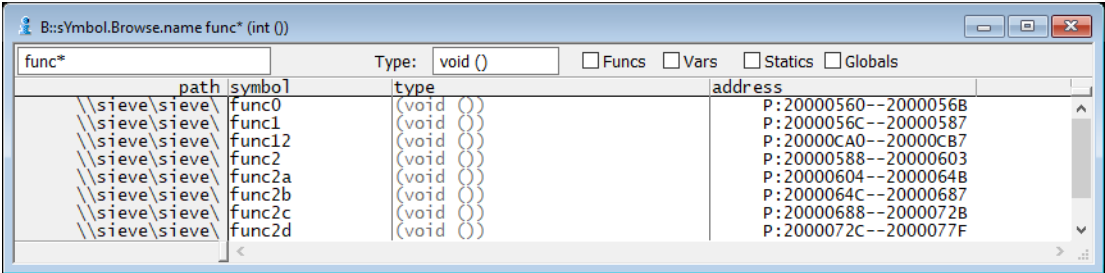 B::sYmbol.Browse.name func* (int ())
func* Type: void () Funcs Vars Statics Globals
path symbol type address
\\sieve\sieve\ func0 (void ()) P:20000560--2000056B
\\sieve\sieve\ func1 (void ()) P:2000056C--20000587
\\sieve\sieve\ func12 (void ()) P:20000CA0--20000CB7
\\sieve\sieve\ func2 (void ()) P:20000588--20000603
\\sieve\sieve\ func2a (void ()) P:20000604--2000064B
\\sieve\sieve\ func2b (void ()) P:2000064C--20000687
\\sieve\sieve\ func2c (void ()) P:20000688--2000072B
\\sieve\sieve\ func2d (void ()) P:2000072C--2000077F